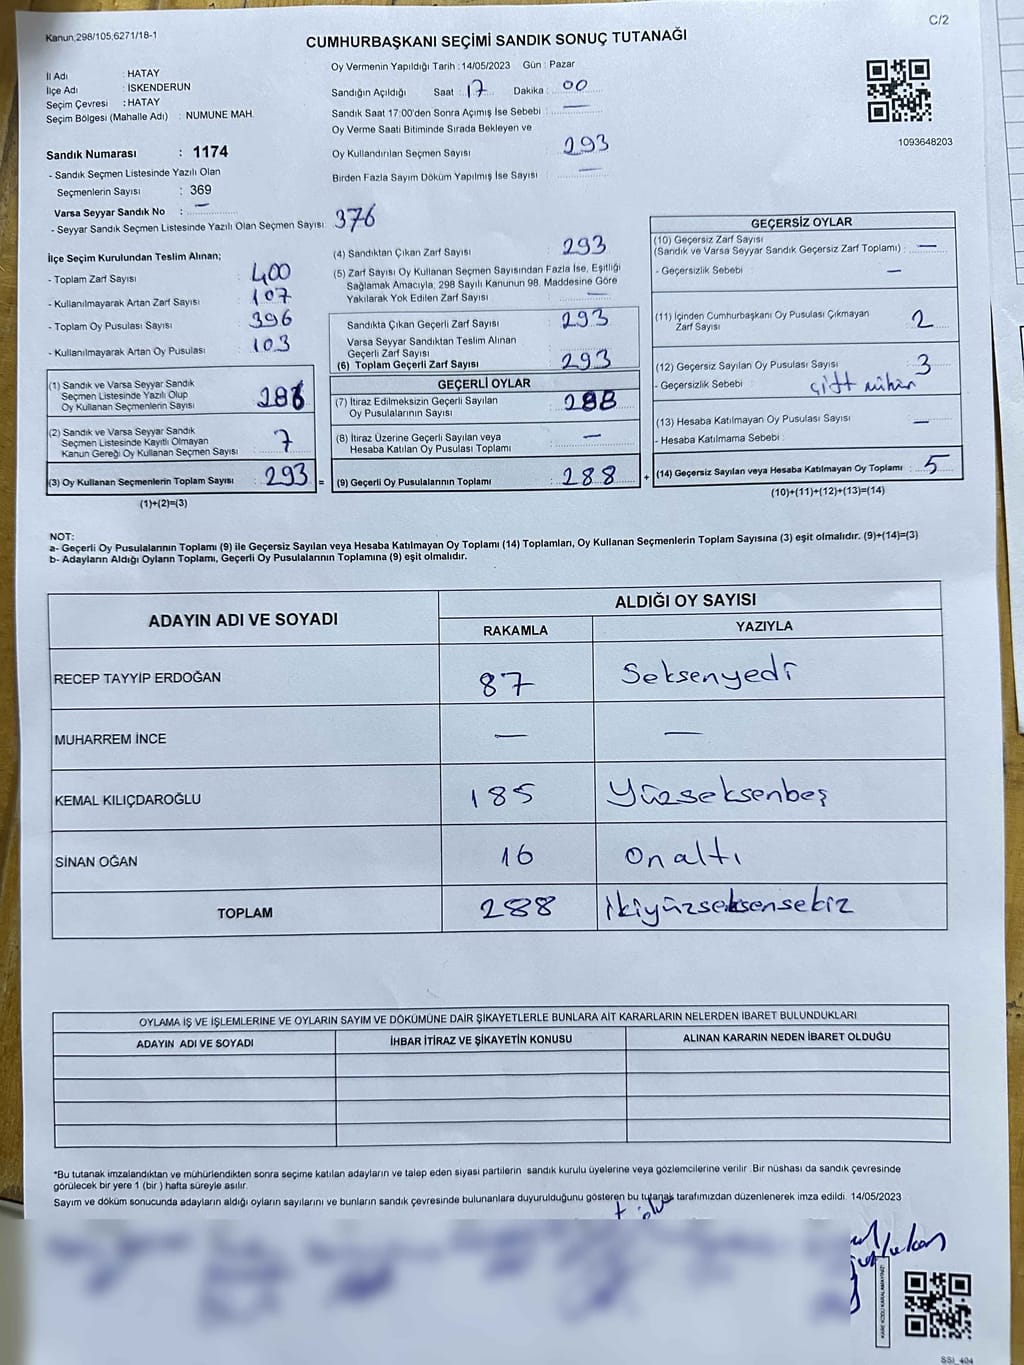 C/2
Kanun,298/105,6271/18-1
CUMHURBAŞKANI SEÇİMİ SANDIK SONUÇ TUTANAĞI
İl Adı : HATAY
İlçe Adı : İSKENDERUN
Seçim Çevresi : HATAY
Seçim Bölgesi (Mahalle Adı) : NUMUNE MAH.
Sandık Numarası : 1174
- Sandık Seçmen Listesinde Yazılı Olan
Seçmenlerin Sayısı : 369
Varsa Seyyar Sandık No : —
- Seyyar Sandık Seçmen Listesinde Yazılı Olan Seçmen Sayısı : 376
Oy Vermenin Yapıldığı Tarih : 14/05/2023 Gün : Pazar
Sandığın Açıldığı Saat : 17 Dakika : 00
Sandık Saat 17:00'den Sonra Açımış İse Sebebi : —
Oy Verme Saati Bitiminde Sırada Bekleyen ve
Oy Kullandırılan Seçmen Sayısı : 293
Birden Fazla Sayım Döküm Yapılmış İse Sayısı : —
1093648203
İlçe Seçim Kurulundan Teslim Alınan;
- Toplam Zarf Sayısı : 400
- Kullanılmayarak Artan Zarf Sayısı : 107
- Toplam Oy Pusulası Sayısı : 396
- Kullanılmayarak Artan Oy Pusulası : 103
(1) Sandık ve Varsa Seyyar Sandık
Seçmen Listesinde Yazılı Olup
Oy Kullanan Seçmenlerin Sayısı : 286
(2) Sandık ve Varsa Seyyar Sandık
Seçmen Listesinde Kayıtlı Olmayan
Kanun Gereği Oy Kullanan Seçmen Sayısı : 7
(3) Oy Kullanan Seçmenlerin Toplam Sayısı : 293 =
(1)+(2)=(3)
(4) Sandıktan Çıkan Zarf Sayısı : 293
(5) Zarf Sayısı Oy Kullanan Seçmen Sayısından Fazla İse, Eşitliği
Sağlamak Amacıyla, 298 Sayılı Kanunun 98. Maddesine Göre
Yakılarak Yok Edilen Zarf Sayısı : —
Sandıkta Çıkan Geçerli Zarf Sayısı : 293
Varsa Seyyar Sandıktan Teslim Alınan
Geçerli Zarf Sayısı
(6) Toplam Geçerli Zarf Sayısı : 293
GEÇERLİ OYLAR
(7) İtiraz Edilmeksizin Geçerli Sayılan
Oy Pusulalarının Sayısı : 288
(8) İtiraz Üzerine Geçerli Sayılan veya
Hesaba Katılan Oy Pusulası Toplamı : —
(9) Geçerli Oy Pusulalarının Toplamı : 288 +
GEÇERSİZ OYLAR
(10) Geçersiz Zarf Sayısı
(Sandık ve Varsa Seyyar Sandık Geçersiz Zarf Toplamı) : —
- Geçersizlik Sebebi : —
(11) İçinden Cumhurbaşkanı Oy Pusulası Çıkmayan
Zarf Sayısı : 2
(12) Geçersiz Sayılan Oy Pusulası Sayısı : 3
- Geçersizlik Sebebi : çift mühür
(13) Hesaba Katılmayan Oy Pusulası Sayısı : —
- Hesaba Katılmama Sebebi :
(14) Geçersiz Sayılan veya Hesaba Katılmayan Oy Toplamı : 5
(10)+(11)+(12)+(13)=(14)
NOT:
a- Geçerli Oy Pusulalarının Toplamı (9) ile Geçersiz Sayılan veya Hesaba Katılmayan Oy Toplamı (14) Toplamları, Oy Kullanan Seçmenlerin Toplam Sayısına (3) eşit olmalıdır. (9)+(14)=(3)
b- Adayların Aldığı Oyların Toplamı, Geçerli Oy Pusulalarının Toplamına (9) eşit olmalıdır.
ADAYIN ADI VE SOYADI
ALDIĞI OY SAYISI
RAKAMLA YAZIYLA
RECEP TAYYİP ERDOĞAN 87 Seksenyedi
MUHARREM İNCE — —
KEMAL KILIÇDAROĞLU 185 Yüzseksenbeş
SİNAN OĞAN 16 Onaltı
TOPLAM 288 İkiyüzseksensekiz
OYLAMA İŞ VE İŞLEMLERİNE VE OYLARIN SAYIM VE DÖKÜMÜNE DAİR ŞİKAYETLERLE BUNLARA AİT KARARLARIN NELERDEN İBARET BULUNDUKLARI
ADAYIN ADI VE SOYADI İHBAR İTİRAZ VE ŞİKAYETİN KONUSU ALINAN KARARIN NEDEN İBARET OLDUĞU
*Bu tutanak imzalandıktan ve mühürlendikten sonra seçime katılan adayların ve talep eden siyasi partilerin sandık kurulu üyelerine veya gözlemcilerine verilir .Bir nüshası da sandık çevresinde
görülecek bir yere 1 (bir ) hafta süreyle asılır.
Sayım ve döküm sonucunda adayların aldığı oyların sayılarını ve bunların sandık çevresinde bulunanlara duyurulduğunu gösteren bu tutanak tarafımızdan düzenlenerek imza edildi. 14/05/2023
SSI_404